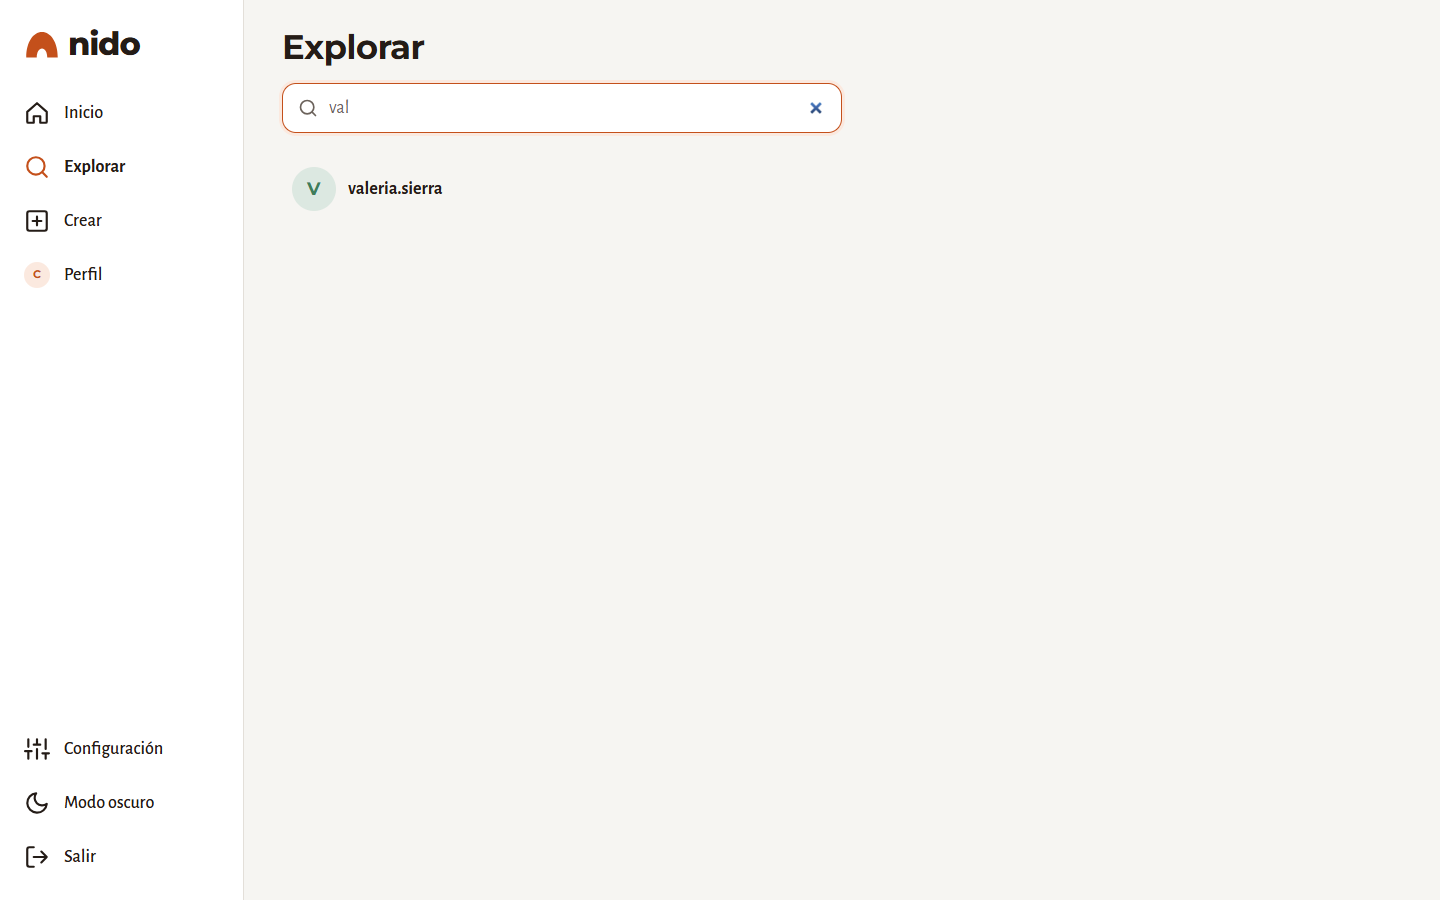 nido
Inicio
Explorar
Crear
C
Perfil
Configuración
Modo oscuro
Salir
Explorar
val
V
valeria.sierra